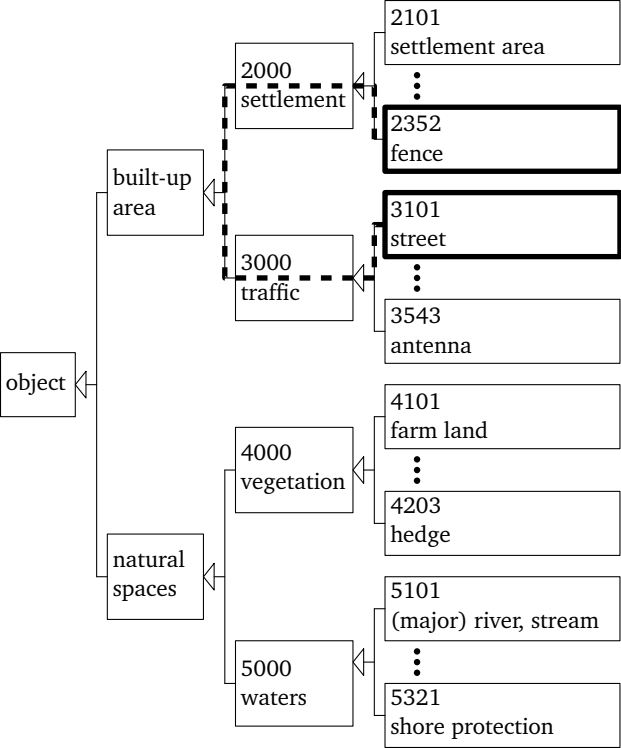 2101
settlement area
2000
settlement
2352
fence
built-up
area
3101
street
3000
traffic
3543
antenna
object
4101
farm land
4000
vegetation
4203
hedge
natural
spaces
5101
(major) river, stream
5000
waters
5321
shore protection